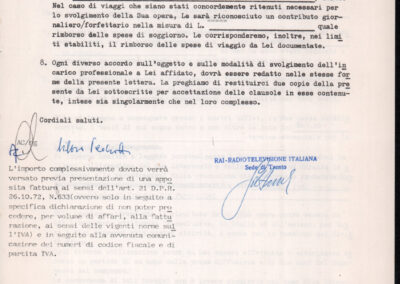 Nel caso di viaggi che siano stati concordemente ritenuti necessari per
lo svolgimento della Sua opera, Le sarà riconosciuto un contributo gior-
naliero/forfettario nella misura di L. quale
rimborso delle spese di soggiorno. Le corrisponderemo, inoltre, nei limi
ti stabiliti, il rimborso delle spese di viaggio da Lei documentate.
8. Ogni diverso accordo sull'oggetto e sulle modalità di svolgimento dell'in
carico professionale a Lei affidato, dovrà essere redatto nelle stesse for
me della presente lettera. La preghiamo di restituirci due copie della pre
sente da Lei sottoscritte per accettazione delle clausole in esse contenu-
te, intese sia singolarmente che nel loro complesso.
Cordiali saluti.
RAI-RADIOTELEVISIONE ITALIANA
Sede di Trento
L'importo complessivamente dovuto verrà
versato previa presentazione di una appo
sita fattura ai sensi dell'art. 21 D.P.R.
26.10.72, N.633(ovvero solo in seguito a
specifica dichiarazione di non poter pro
cedere, per volume di affari, alla fattu
razione, ai sensi delle vigenti norme sul
l'IVA) e in seguito alla avvenuta comuni-
cazione dei numeri di codice fiscale e di
partita IVA.